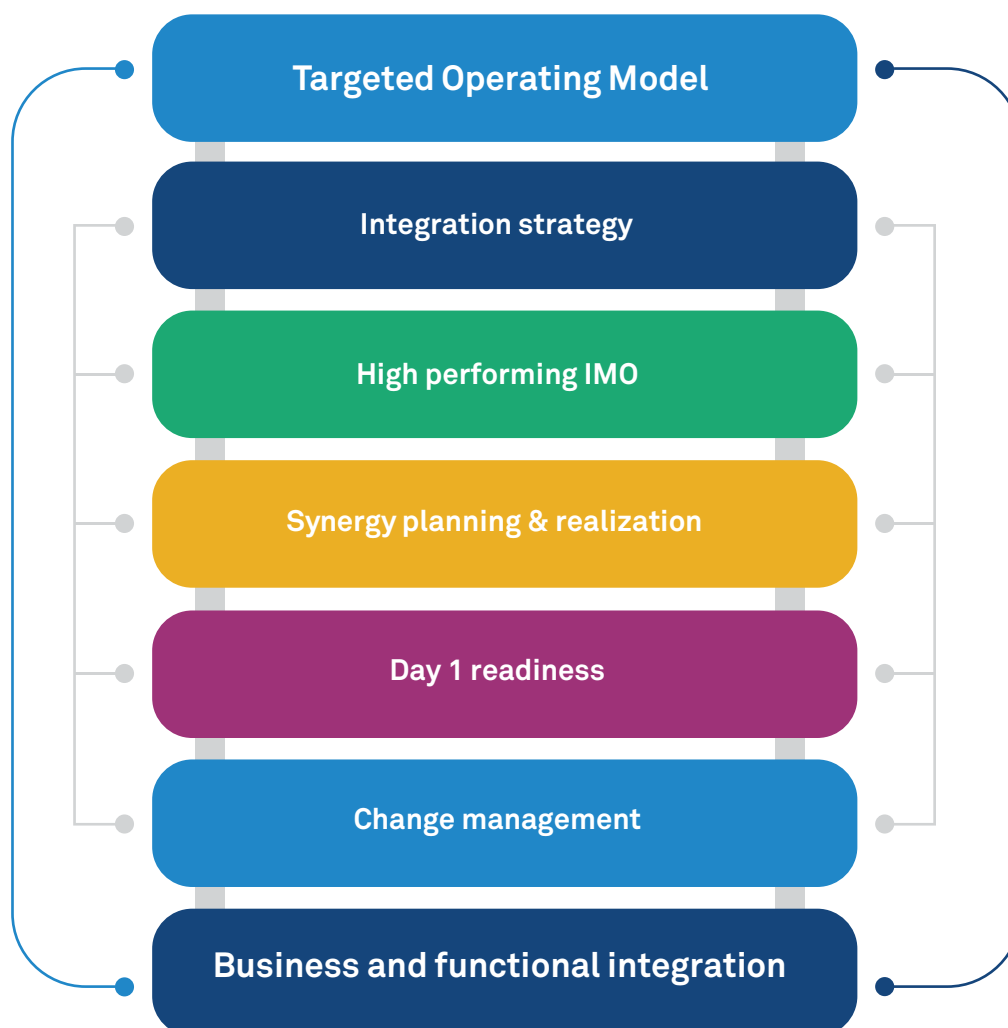 Targeted Operating Model
Integration strategy
High performing IMO
Synergy planning & realization
Day 1 readiness
Change management
Business and functional integration